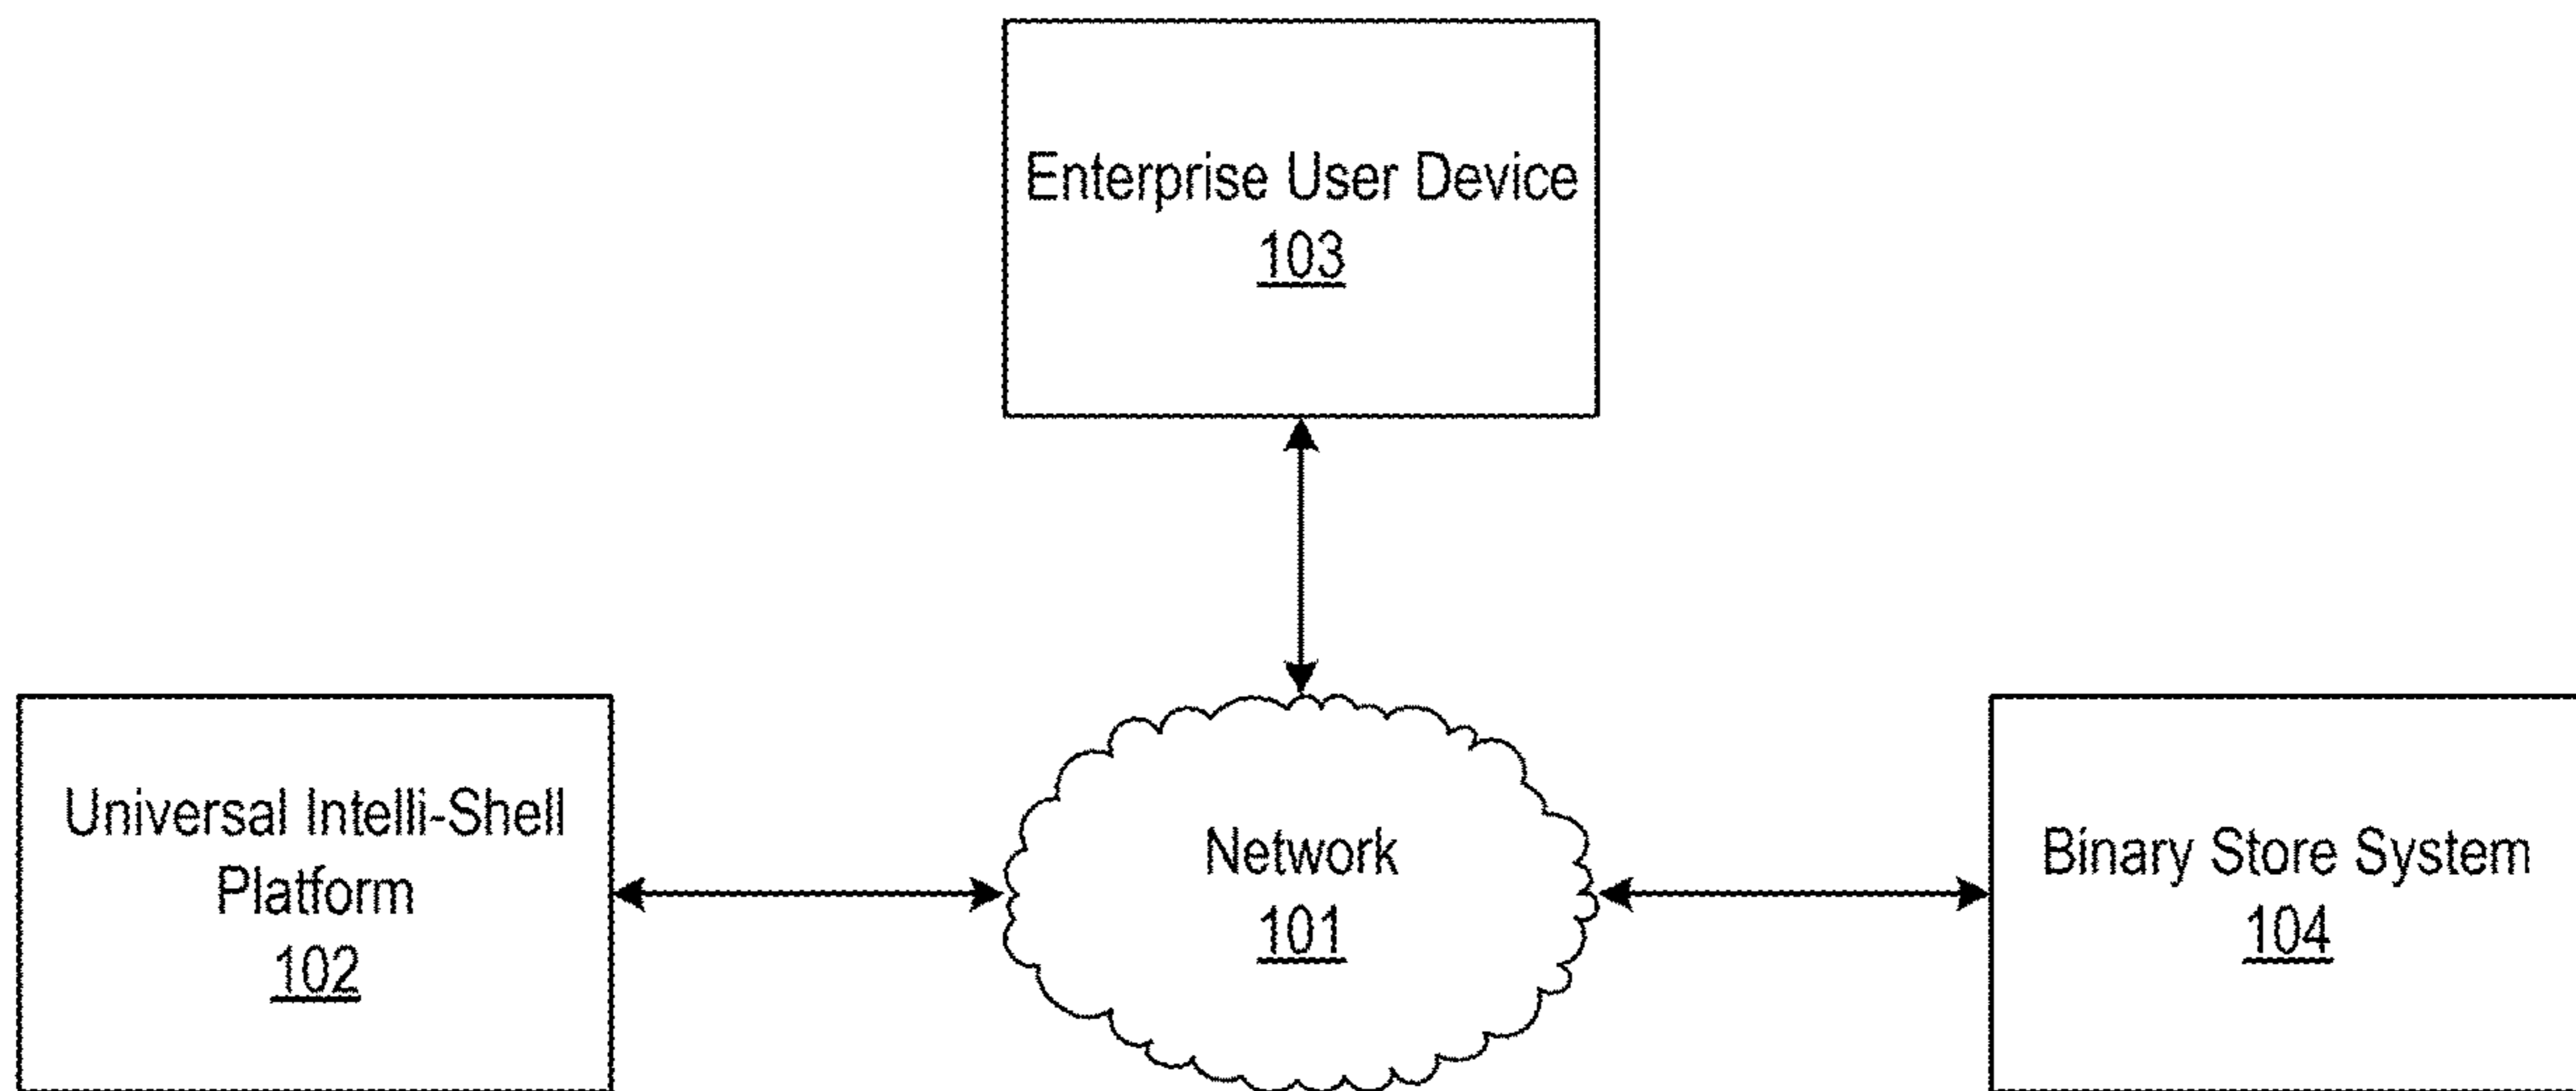 Enterprise User Device
103
Universal Intelli-Shell
Platform
102
Network
101
Binary Store System
104